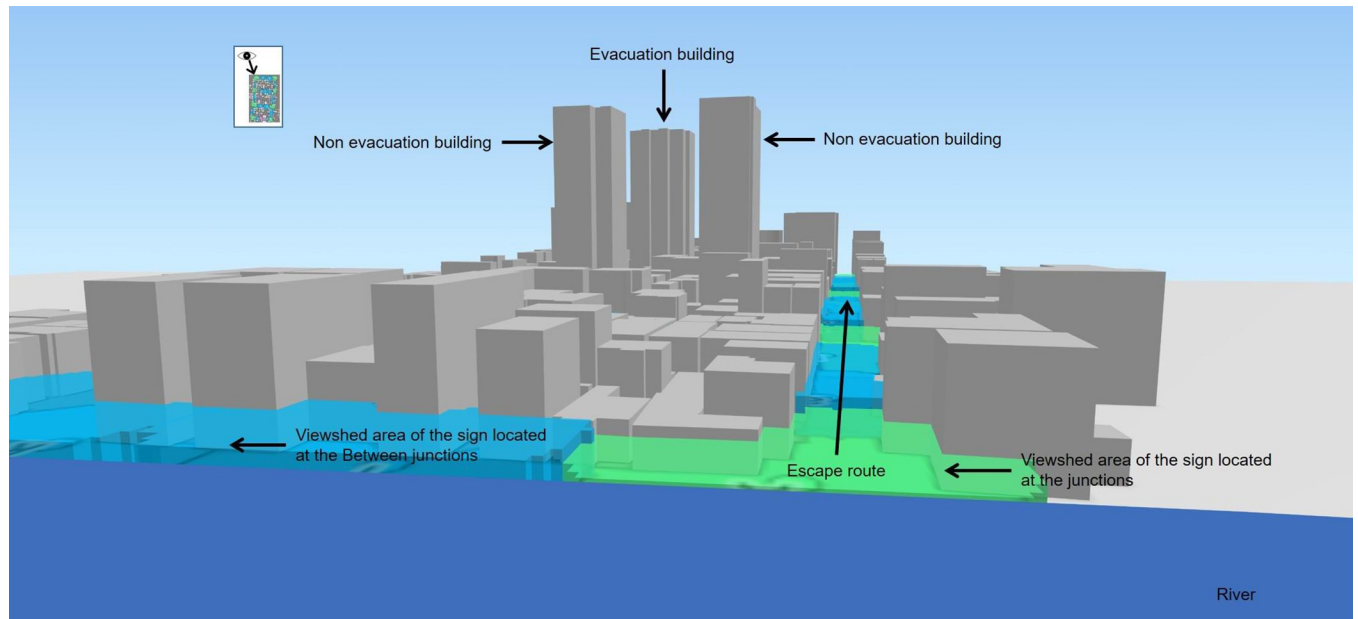 Evacuation building
Non evacuation building
Non evacuation building
Viewshed area of the sign located
at the Between junctions
Escape route
Viewshed area of the sign located
at the junctions
River